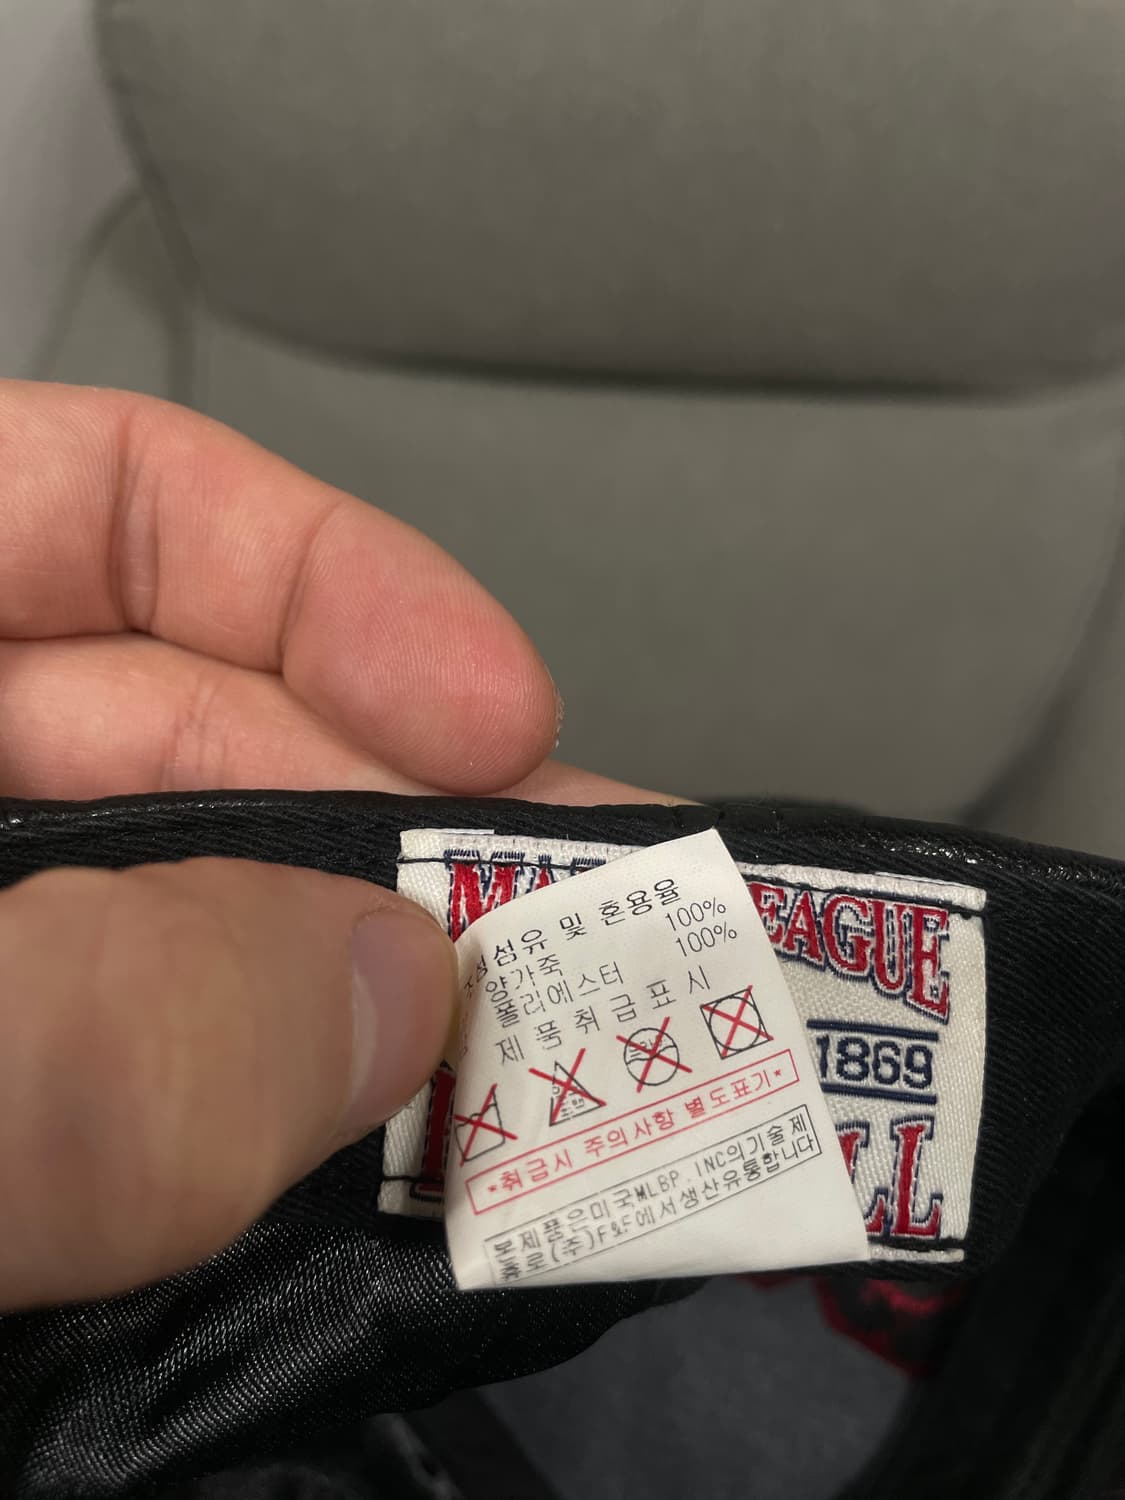 조성섬유 및 혼용율
양가죽 100%
폴리에스터 100%
제품취급표시
*취급시 주의사항 별도표기*
본제품은미국MLBP.INC의기술제
휴로(주)F&F에서생산유통합니다
EAGUE
1869
LL